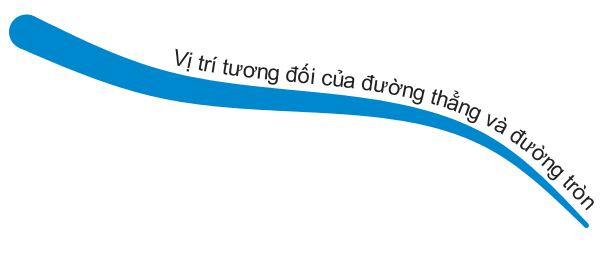 Vị trí tương đối của đường thẳng và đường tròn